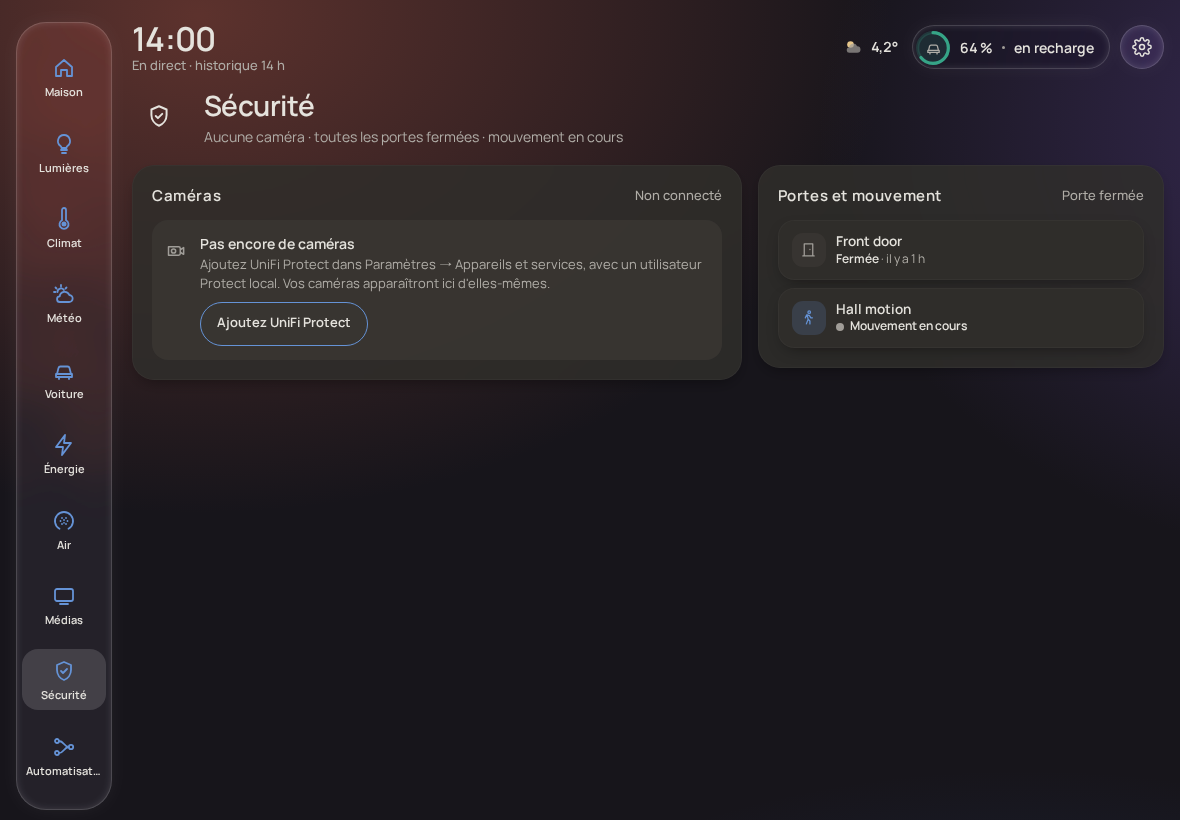 14:00
En direct · historique 14 h
4,2°
64 % • en recharge
Maison
Lumières
Climat
Météo
Voiture
Énergie
Air
Médias
Sécurité
Automatisat…
Sécurité
Aucune caméra · toutes les portes fermées · mouvement en cours
Caméras
Non connecté
Pas encore de caméras
Ajoutez UniFi Protect dans Paramètres → Appareils et services, avec un utilisateur
Protect local. Vos caméras apparaîtront ici d'elles-mêmes.
Ajoutez UniFi Protect
Portes et mouvement
Porte fermée
Front door
Fermée · il y a 1 h
Hall motion
Mouvement en cours